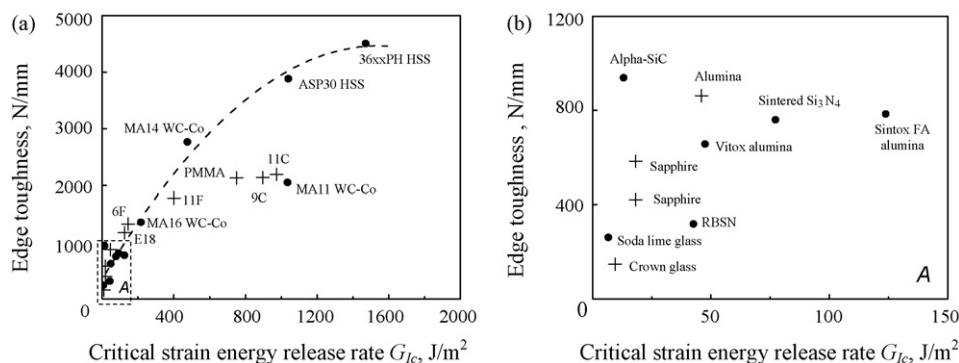 (a)
5000
4000
3000
2000
1000
0
Edge toughness, N/mm
36xxPH HSS
ASP30 HSS
MA14 WC-Co
PMMA
11C
11F
9C
MA11 WC-Co
6F
MA16 WC-Co
E18
A
0 400 800 1200 1600 2000
Critical strain energy release rate G_Ic, J/m²
(b)
1200
800
400
0
Edge toughness, N/mm
Alpha-SiC
Alumina
Sintered Si₃N₄
Sintox FA
alumina
Vitox alumina
Sapphire
Sapphire
RBSN
Soda lime glass
Crown glass
A
0 50 100 150
Critical strain energy release rate G_Ic, J/m²